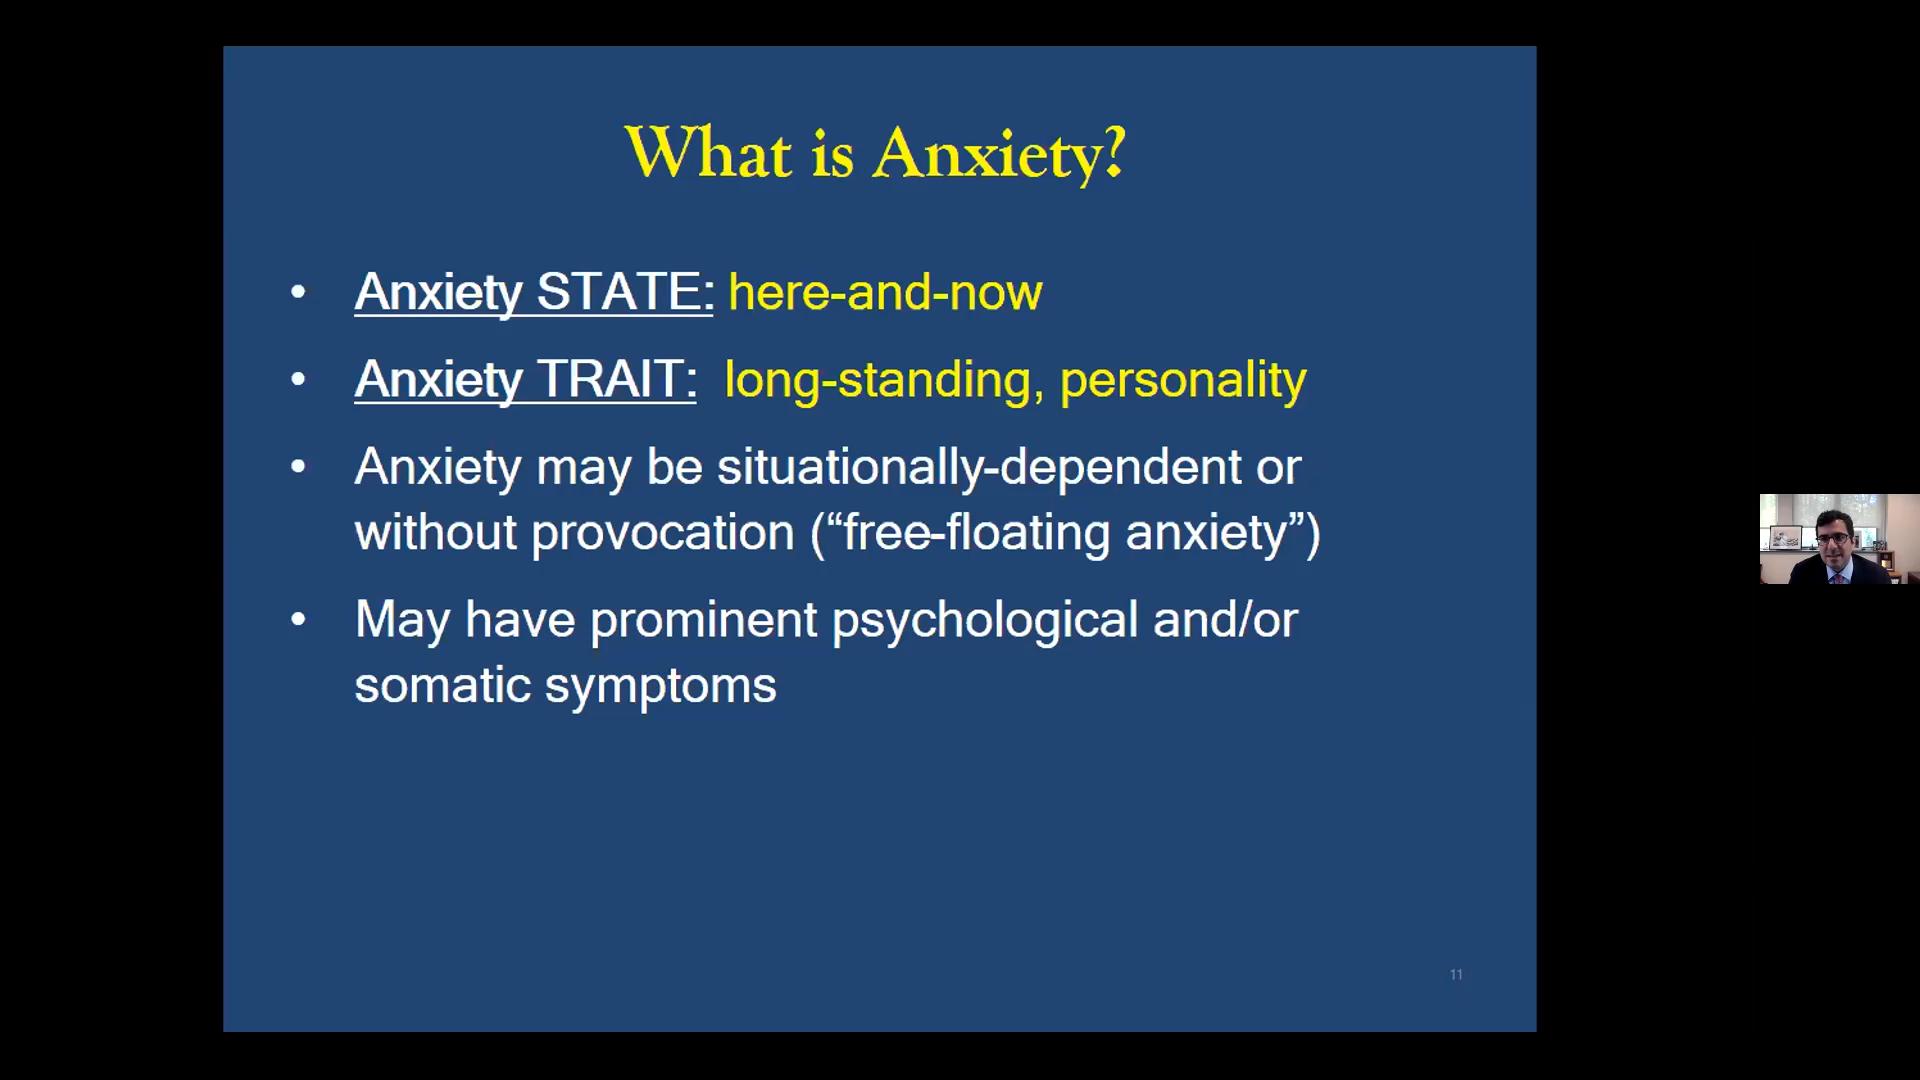 What is Anxiety?
• Anxiety STATE: here-and-now
• Anxiety TRAIT: long-standing, personality
• Anxiety may be situationally-dependent or
without provocation (“free-floating anxiety”)
• May have prominent psychological and/or
somatic symptoms
11